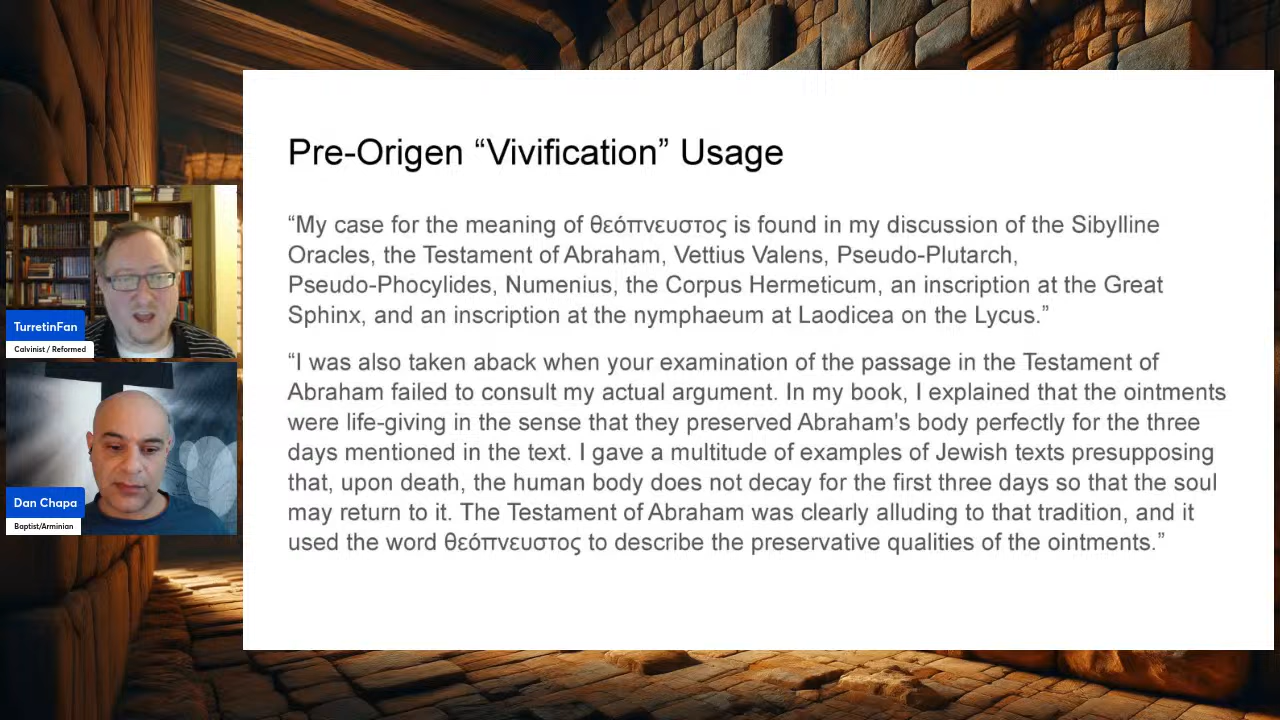 Pre-Origen “Vivification” Usage
“My case for the meaning of θεόπνευστος is found in my discussion of the Sibylline
Oracles, the Testament of Abraham, Vettius Valens, Pseudo-Plutarch,
Pseudo-Phocylides, Numenius, the Corpus Hermeticum, an inscription at the Great
Sphinx, and an inscription at the nymphaeum at Laodicea on the Lycus.”
“I was also taken aback when your examination of the passage in the Testament of
Abraham failed to consult my actual argument. In my book, I explained that the ointments
were life-giving in the sense that they preserved Abraham's body perfectly for the three
days mentioned in the text. I gave a multitude of examples of Jewish texts presupposing
that, upon death, the human body does not decay for the first three days so that the soul
may return to it. The Testament of Abraham was clearly alluding to that tradition, and it
used the word θεόπνευστος to describe the preservative qualities of the ointments.”
TurretinFan
Calvinist / Reformed
Dan Chapa
Baptist/Arminian